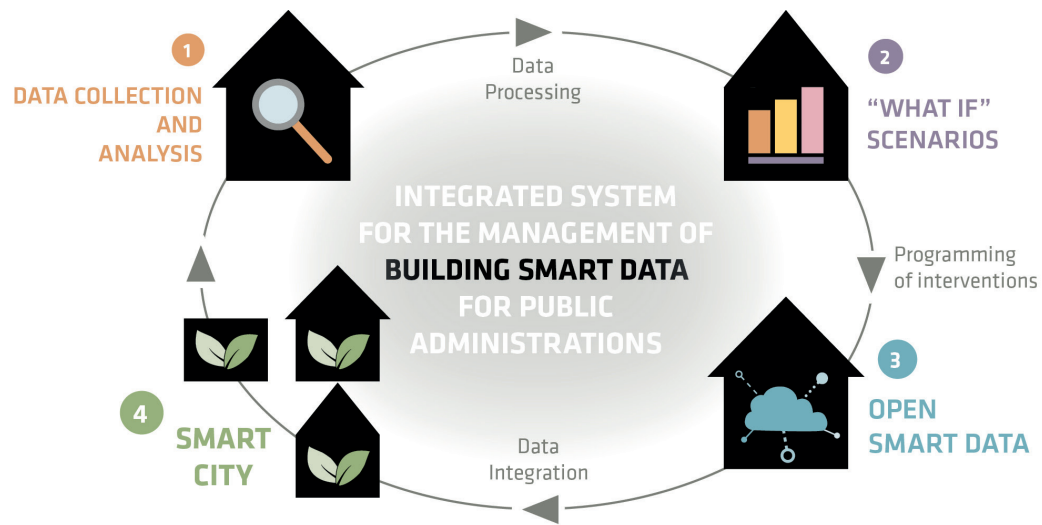 1
DATA COLLECTION
AND
ANALYSIS
Data
Processing
2
“WHAT IF”
SCENARIOS
INTEGRATED SYSTEM
FOR THE MANAGEMENT OF
BUILDING SMART DATA
FOR PUBLIC
ADMINISTRATIONS
Programming
of interventions
3
OPEN
SMART DATA
Data
Integration
4
SMART
CITY